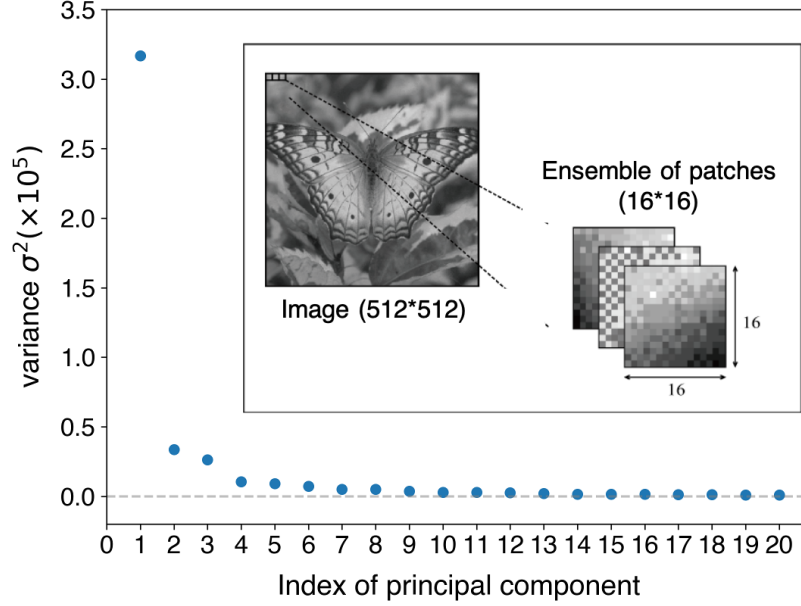 3.5
3.0
2.5
2.0
1.5
1.0
0.5
0.0
variance σ²(×10⁵)
Ensemble of patches
(16*16)
Image (512*512)
16
16
0 1 2 3 4 5 6 7 8 9 10 11 12 13 14 15 16 17 18 19 20
Index of principal component